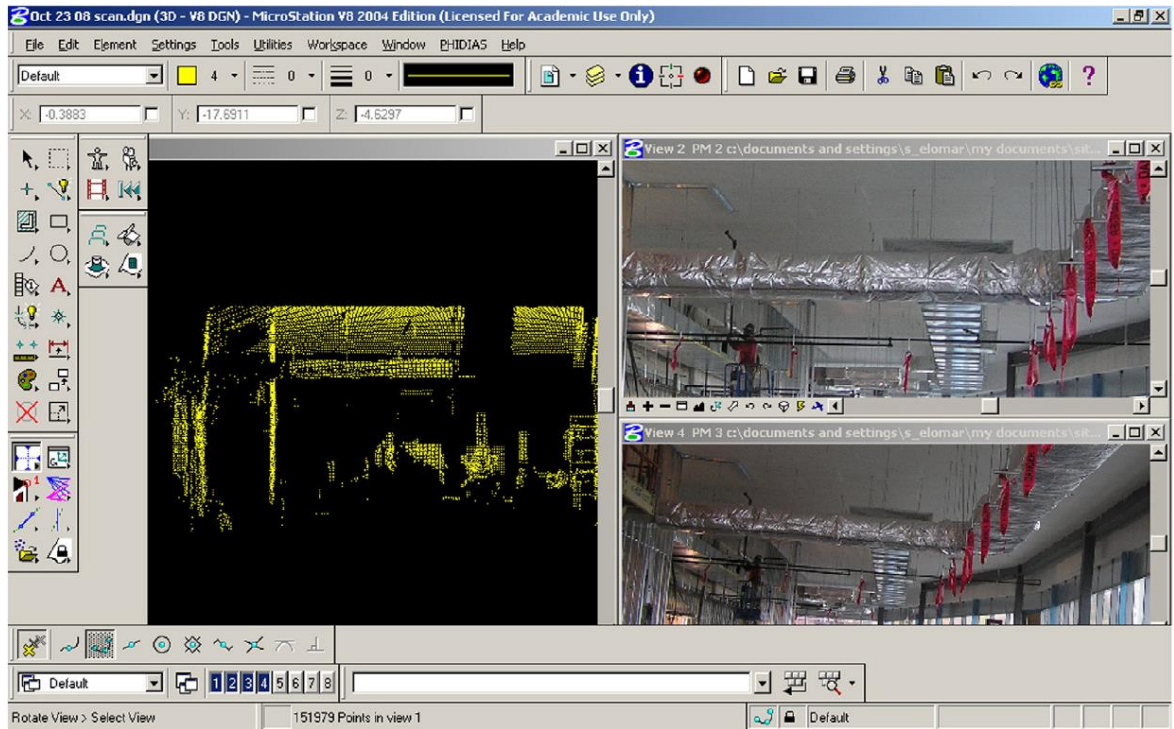 Oct 23 08 scan.dgn (3D - V8 DGN) - MicroStation V8 2004 Edition (Licensed For Academic Use Only)
File Edit Element Settings Tools Utilities Workspace Window PHIDIAS Help
Default 4 0 0
X: -0.3883 Y: -17.6911 Z: -4.6297
View 2 PM 2 c:\documents and settings\s_elomar\my documents\sit...
View 4 PM 3 c:\documents and settings\s_elomar\my documents\sit...
Default 1 2 3 4 5 6 7 8
Rotate View > Select View 151979 Points in view 1 Default